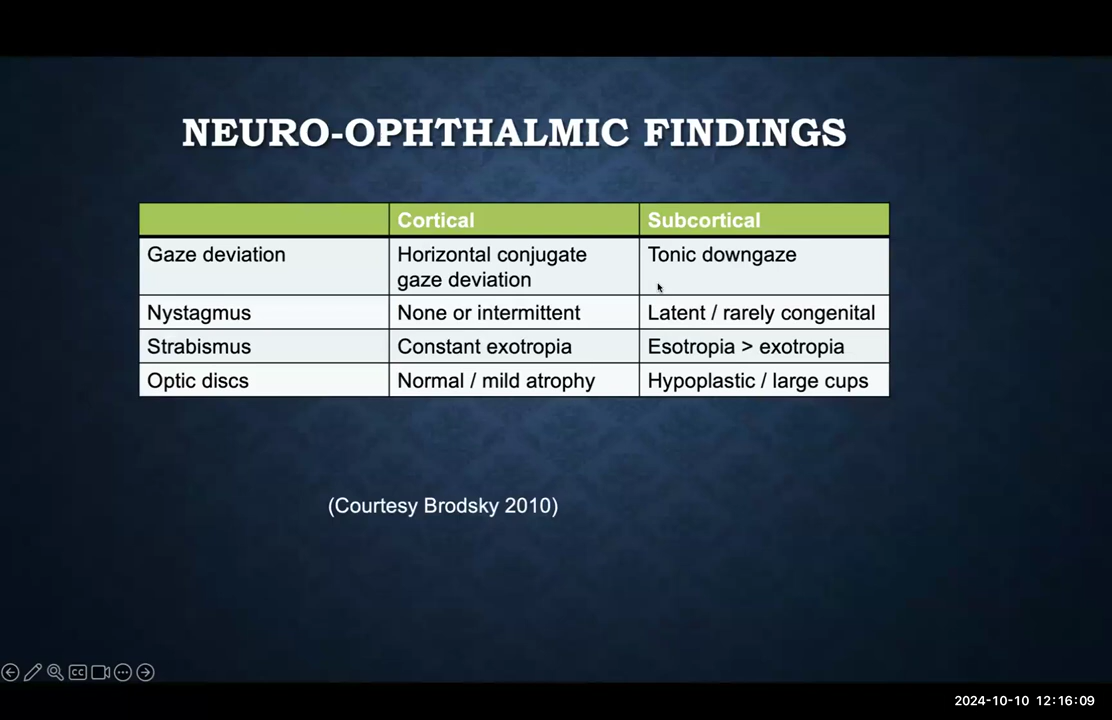 NEURO-OPHTHALMIC FINDINGS
Cortical Subcortical
Gaze deviation Horizontal conjugate gaze deviation Tonic downgaze
Nystagmus None or intermittent Latent / rarely congenital
Strabismus Constant exotropia Esotropia > exotropia
Optic discs Normal / mild atrophy Hypoplastic / large cups
(Courtesy Brodsky 2010)
CC
2024-10-10 12:16:09